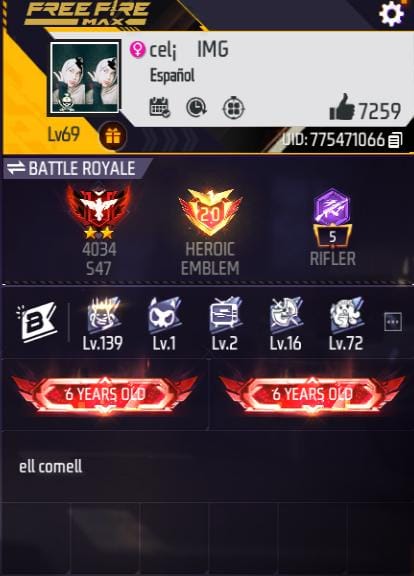 FREE FIRE
MAX
cel¡ IMG
Español
7259
Lv69
UID: 775471066
BATTLE ROYALE
20
5
4034
S47
HEROIC
EMBLEM
RIFLER
B
Lv.139
Lv.1
Lv.2
Lv.16
Lv.72
6 YEARS OLD
6 YEARS OLD
ell comell